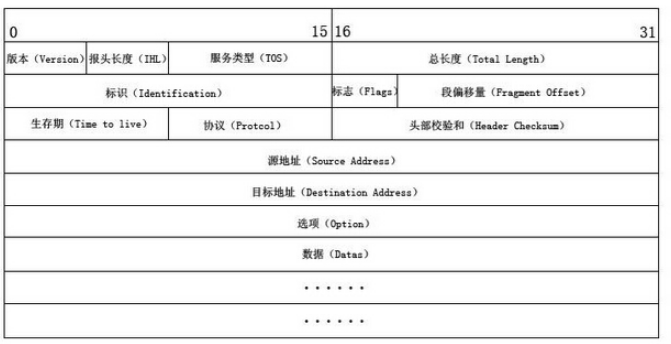 0 15 16 31
版本（Version） 报头长度（IHL） 服务类型（TOS） 总长度（Total Length）
标识（Identification） 标志（Flags） 段偏移量（Fragment Offset）
生存期（Time to live） 协议（Protcol） 头部校验和（Header Checksum）
源地址（Source Address）
目标地址（Destination Address）
选项（Option）
数据（Datas）
······
······